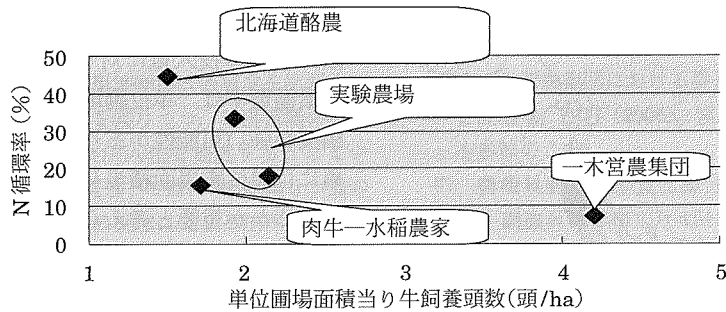 北海道酪農
50
40
30
20
10
0
N循環率(%)
実験農場
一木営農集団
肉牛―水稲農家
1 2 3 4 5
単位圃場面積当り牛飼養頭数(頭/ha)